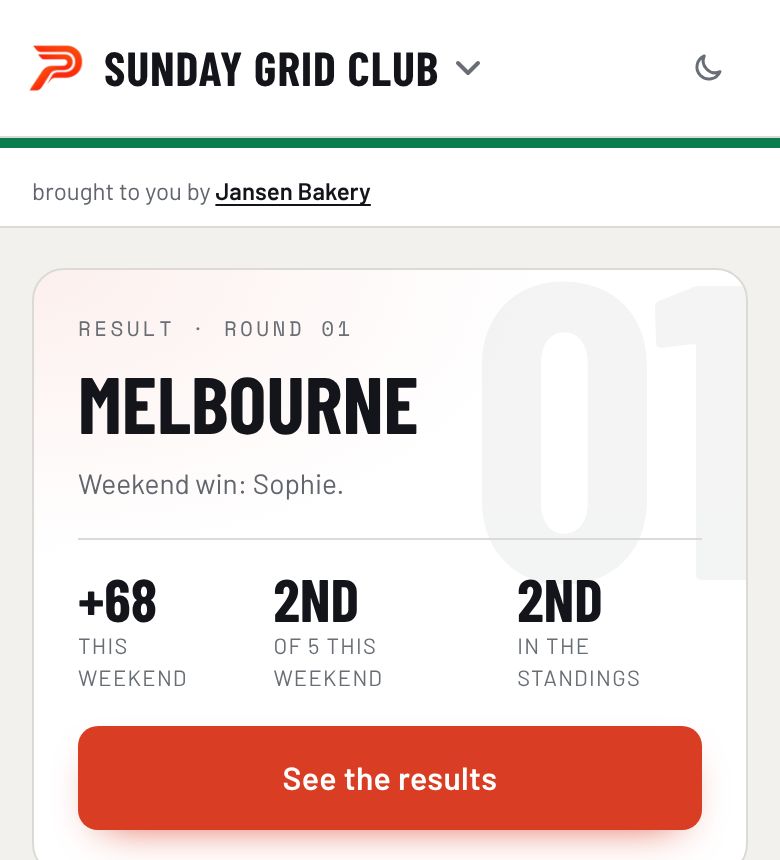 SUNDAY GRID CLUB
brought to you by Jansen Bakery
RESULT · ROUND 01
01
MELBOURNE
Weekend win: Sophie.
+68
THIS
WEEKEND
2ND
OF 5 THIS
WEEKEND
2ND
IN THE
STANDINGS
See the results